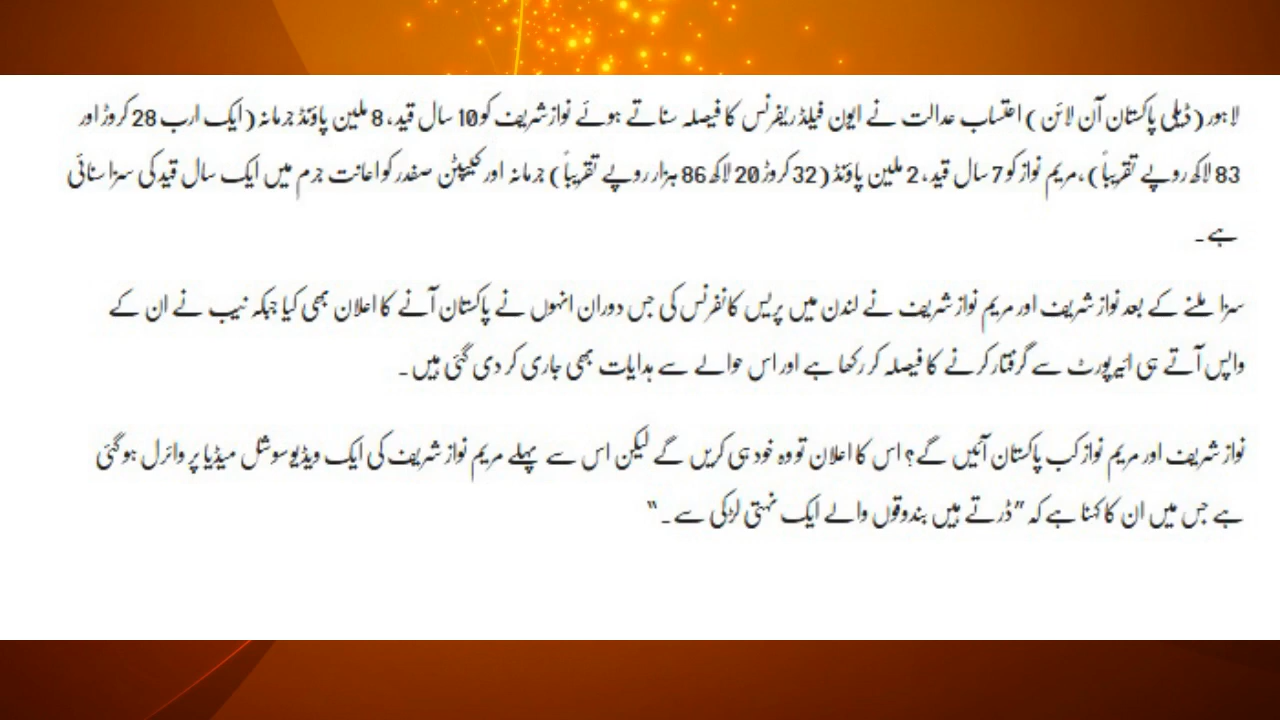 لاہور (ڈیلی پاکستان آن لائن) احتساب عدالت نے ایون فیلڈ ریفرنس کا فیصلہ سناتے ہوئے نواز شریف کو 10 سال قید، 8 ملین پاؤنڈ جرمانہ (ایک ارب 28 کروڑ اور
83 لاکھ روپے تقریباً)، مریم نواز کو 7 سال قید، 2 ملین پاؤنڈ (32 کروڑ 20 لاکھ 86 ہزار روپے تقریباً) جرمانہ اور کیپٹن صفدر کو اعانت جرم میں ایک سال قید کی سزا سنائی
ہے۔
سزا ملنے کے بعد نواز شریف اور مریم نواز شریف نے لندن میں پریس کانفرنس کی جس دوران انہوں نے پاکستان آنے کا اعلان بھی کیا جبکہ نیب نے ان کے
واپس آتے ہی ائیرپورٹ سے گرفتار کرنے کا فیصلہ کر رکھا ہے اور اس حوالے سے ہدایات بھی جاری کر دی گئی ہیں۔
نواز شریف اور مریم نواز کب پاکستان آئیں گے؟ اس کا اعلان تو وہ خود ہی کریں گے لیکن اس سے پہلے مریم نواز شریف کی ایک ویڈیو سوشل میڈیا پر وائرل ہو گئی
ہے جس میں ان کا کہنا ہے کہ ”ڈرتے ہیں بندوقوں والے ایک نہتی لڑکی سے۔“